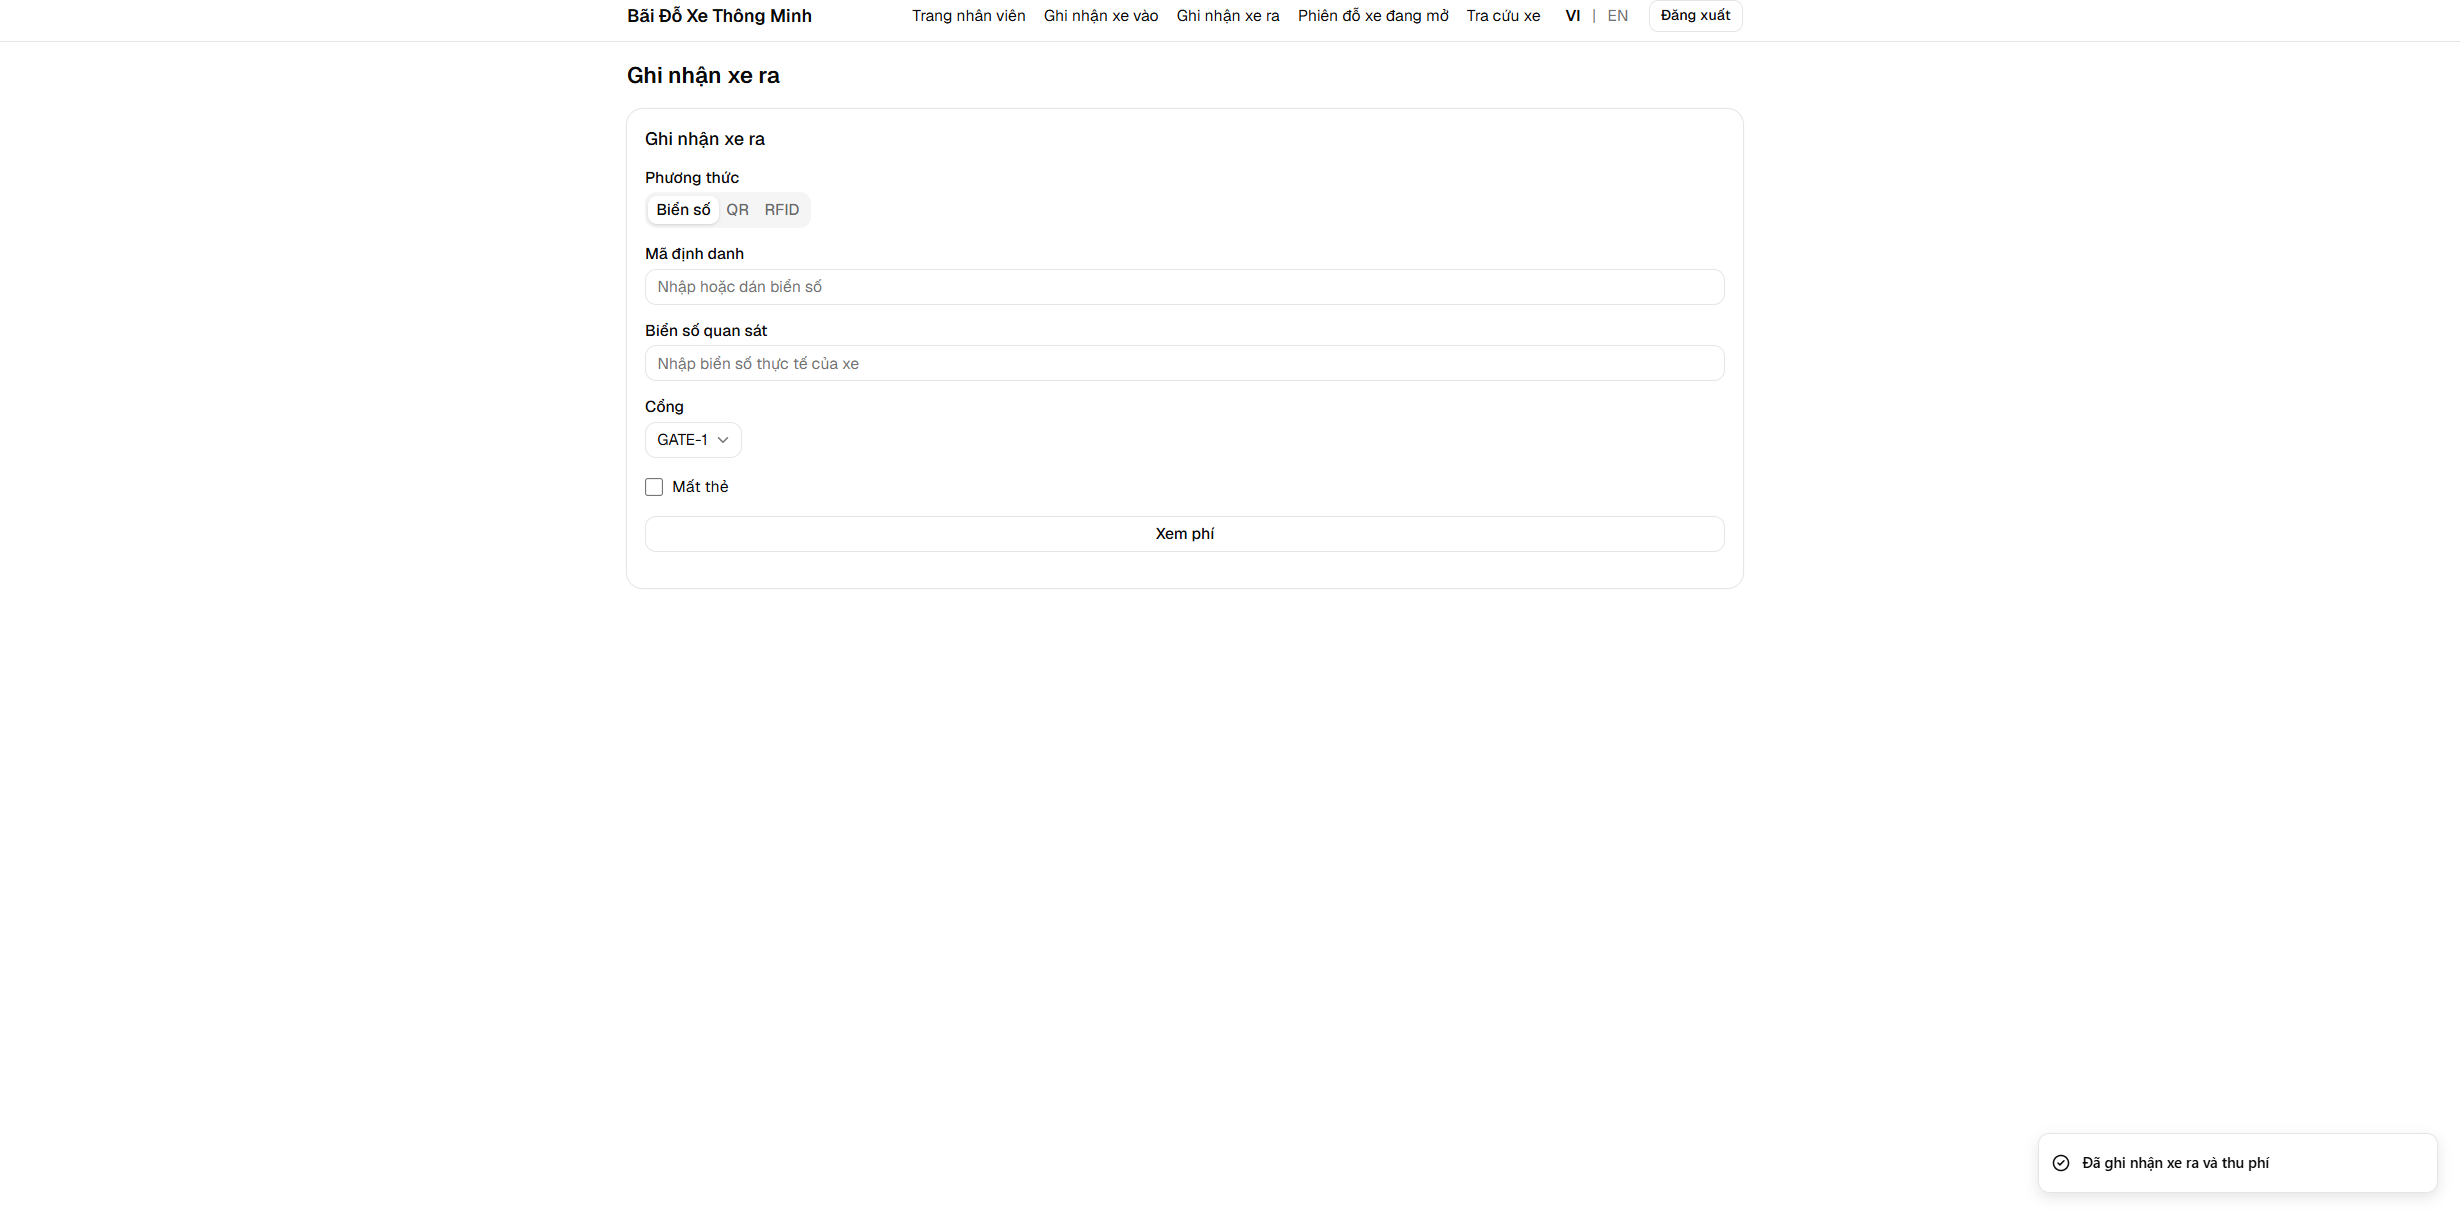 Bãi Đỗ Xe Thông Minh
Trang nhân viên Ghi nhận xe vào Ghi nhận xe ra Phiên đỗ xe đang mở Tra cứu xe VI | EN Đăng xuất
Ghi nhận xe ra
Ghi nhận xe ra
Phương thức
Biển số QR RFID
Mã định danh
Nhập hoặc dán biển số
Biển số quan sát
Nhập biển số thực tế của xe
Cổng
GATE-1
Mất thẻ
Xem phí
Đã ghi nhận xe ra và thu phí